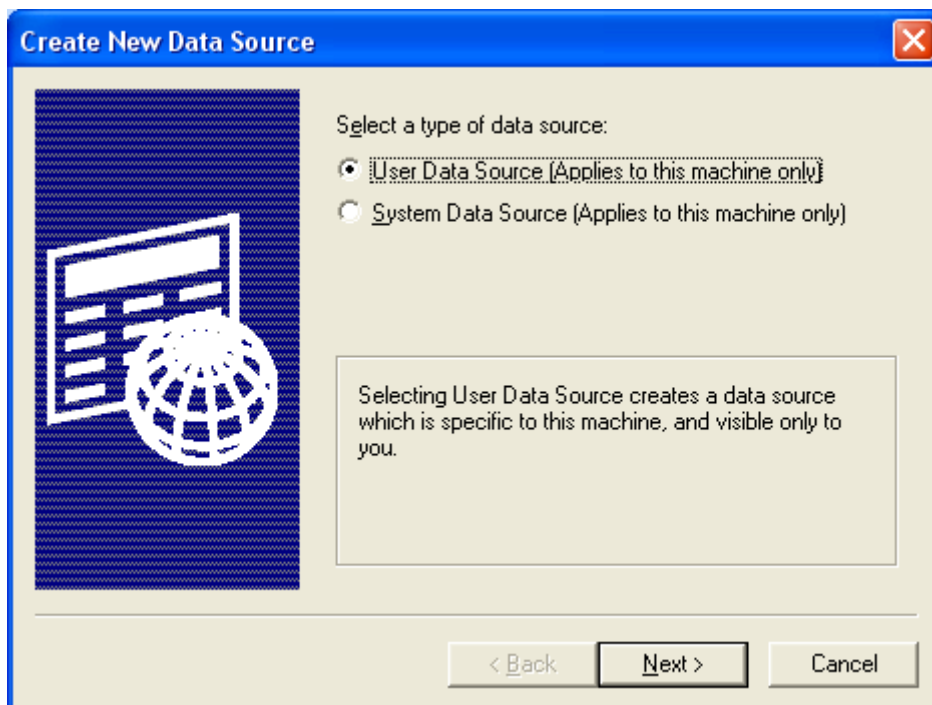 Create New Data Source
Select a type of data source:
User Data Source (Applies to this machine only)
System Data Source (Applies to this machine only)
Selecting User Data Source creates a data source
which is specific to this machine, and visible only to
you.
< Back
Next >
Cancel